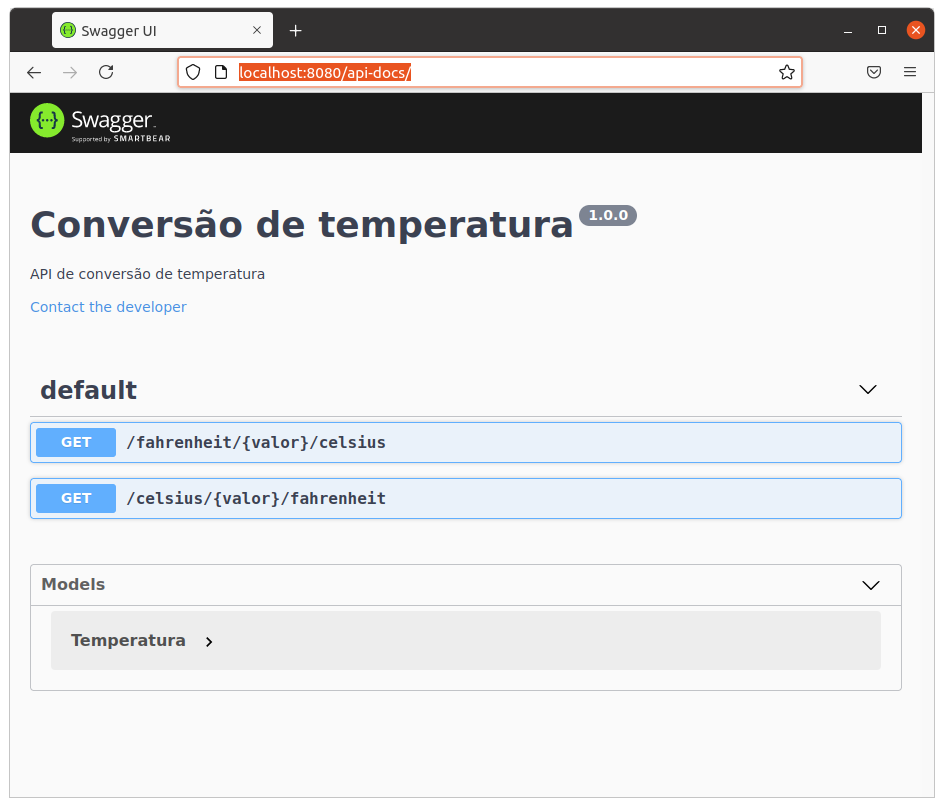 Swagger UI
localhost:8080/api-docs/
{...} Swagger.
Supported by SMARTBEAR
Conversão de temperatura 1.0.0
API de conversão de temperatura
Contact the developer
default
GET /fahrenheit/{valor}/celsius
GET /celsius/{valor}/fahrenheit
Models
Temperatura